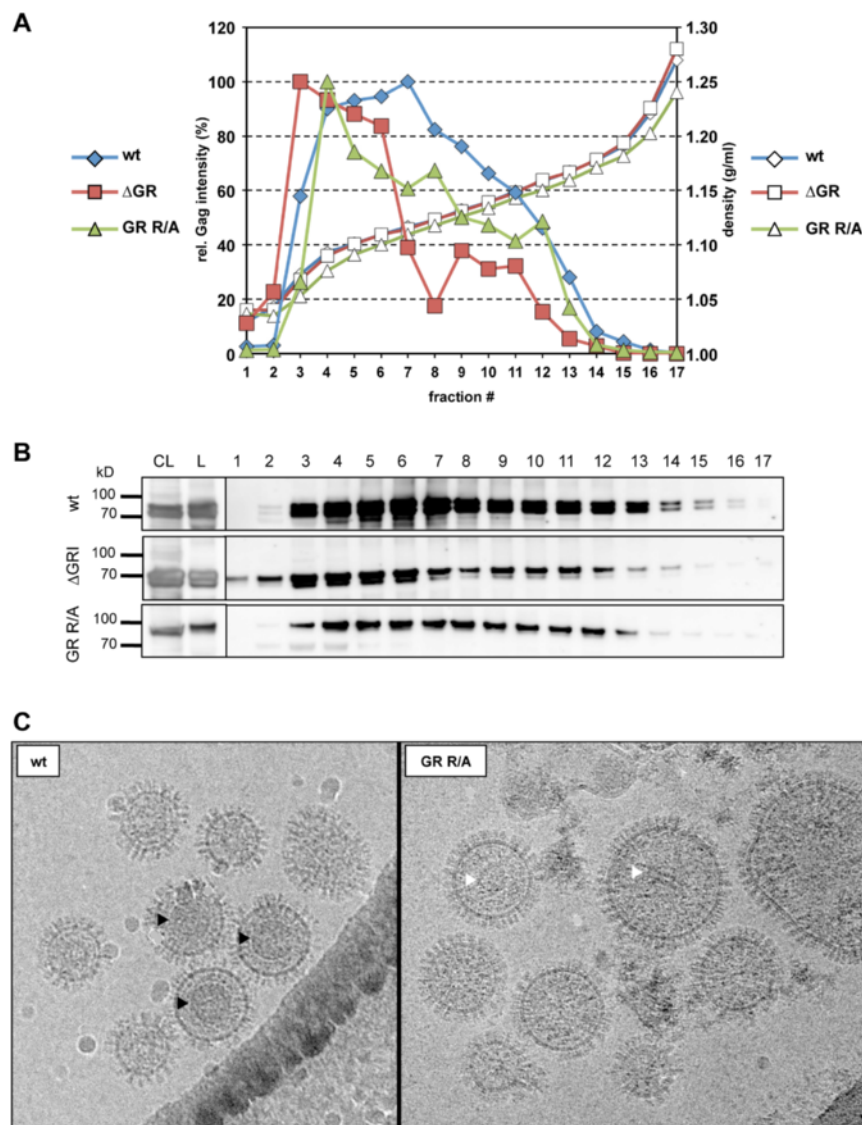 A
rel. Gag intensity (%)
120
100
80
60
40
20
0
1.30
1.25
1.20
1.15
1.10
1.05
1.00
density (g/ml)
wt
ΔGR
GR R/A
wt
ΔGR
GR R/A
1 2 3 4 5 6 7 8 9 10 11 12 13 14 15 16 17
fraction #
B
kD CL L 1 2 3 4 5 6 7 8 9 10 11 12 13 14 15 16 17
100
70
wt
100
70
ΔGRI
100
70
GR R/A
C
wt
GR R/A